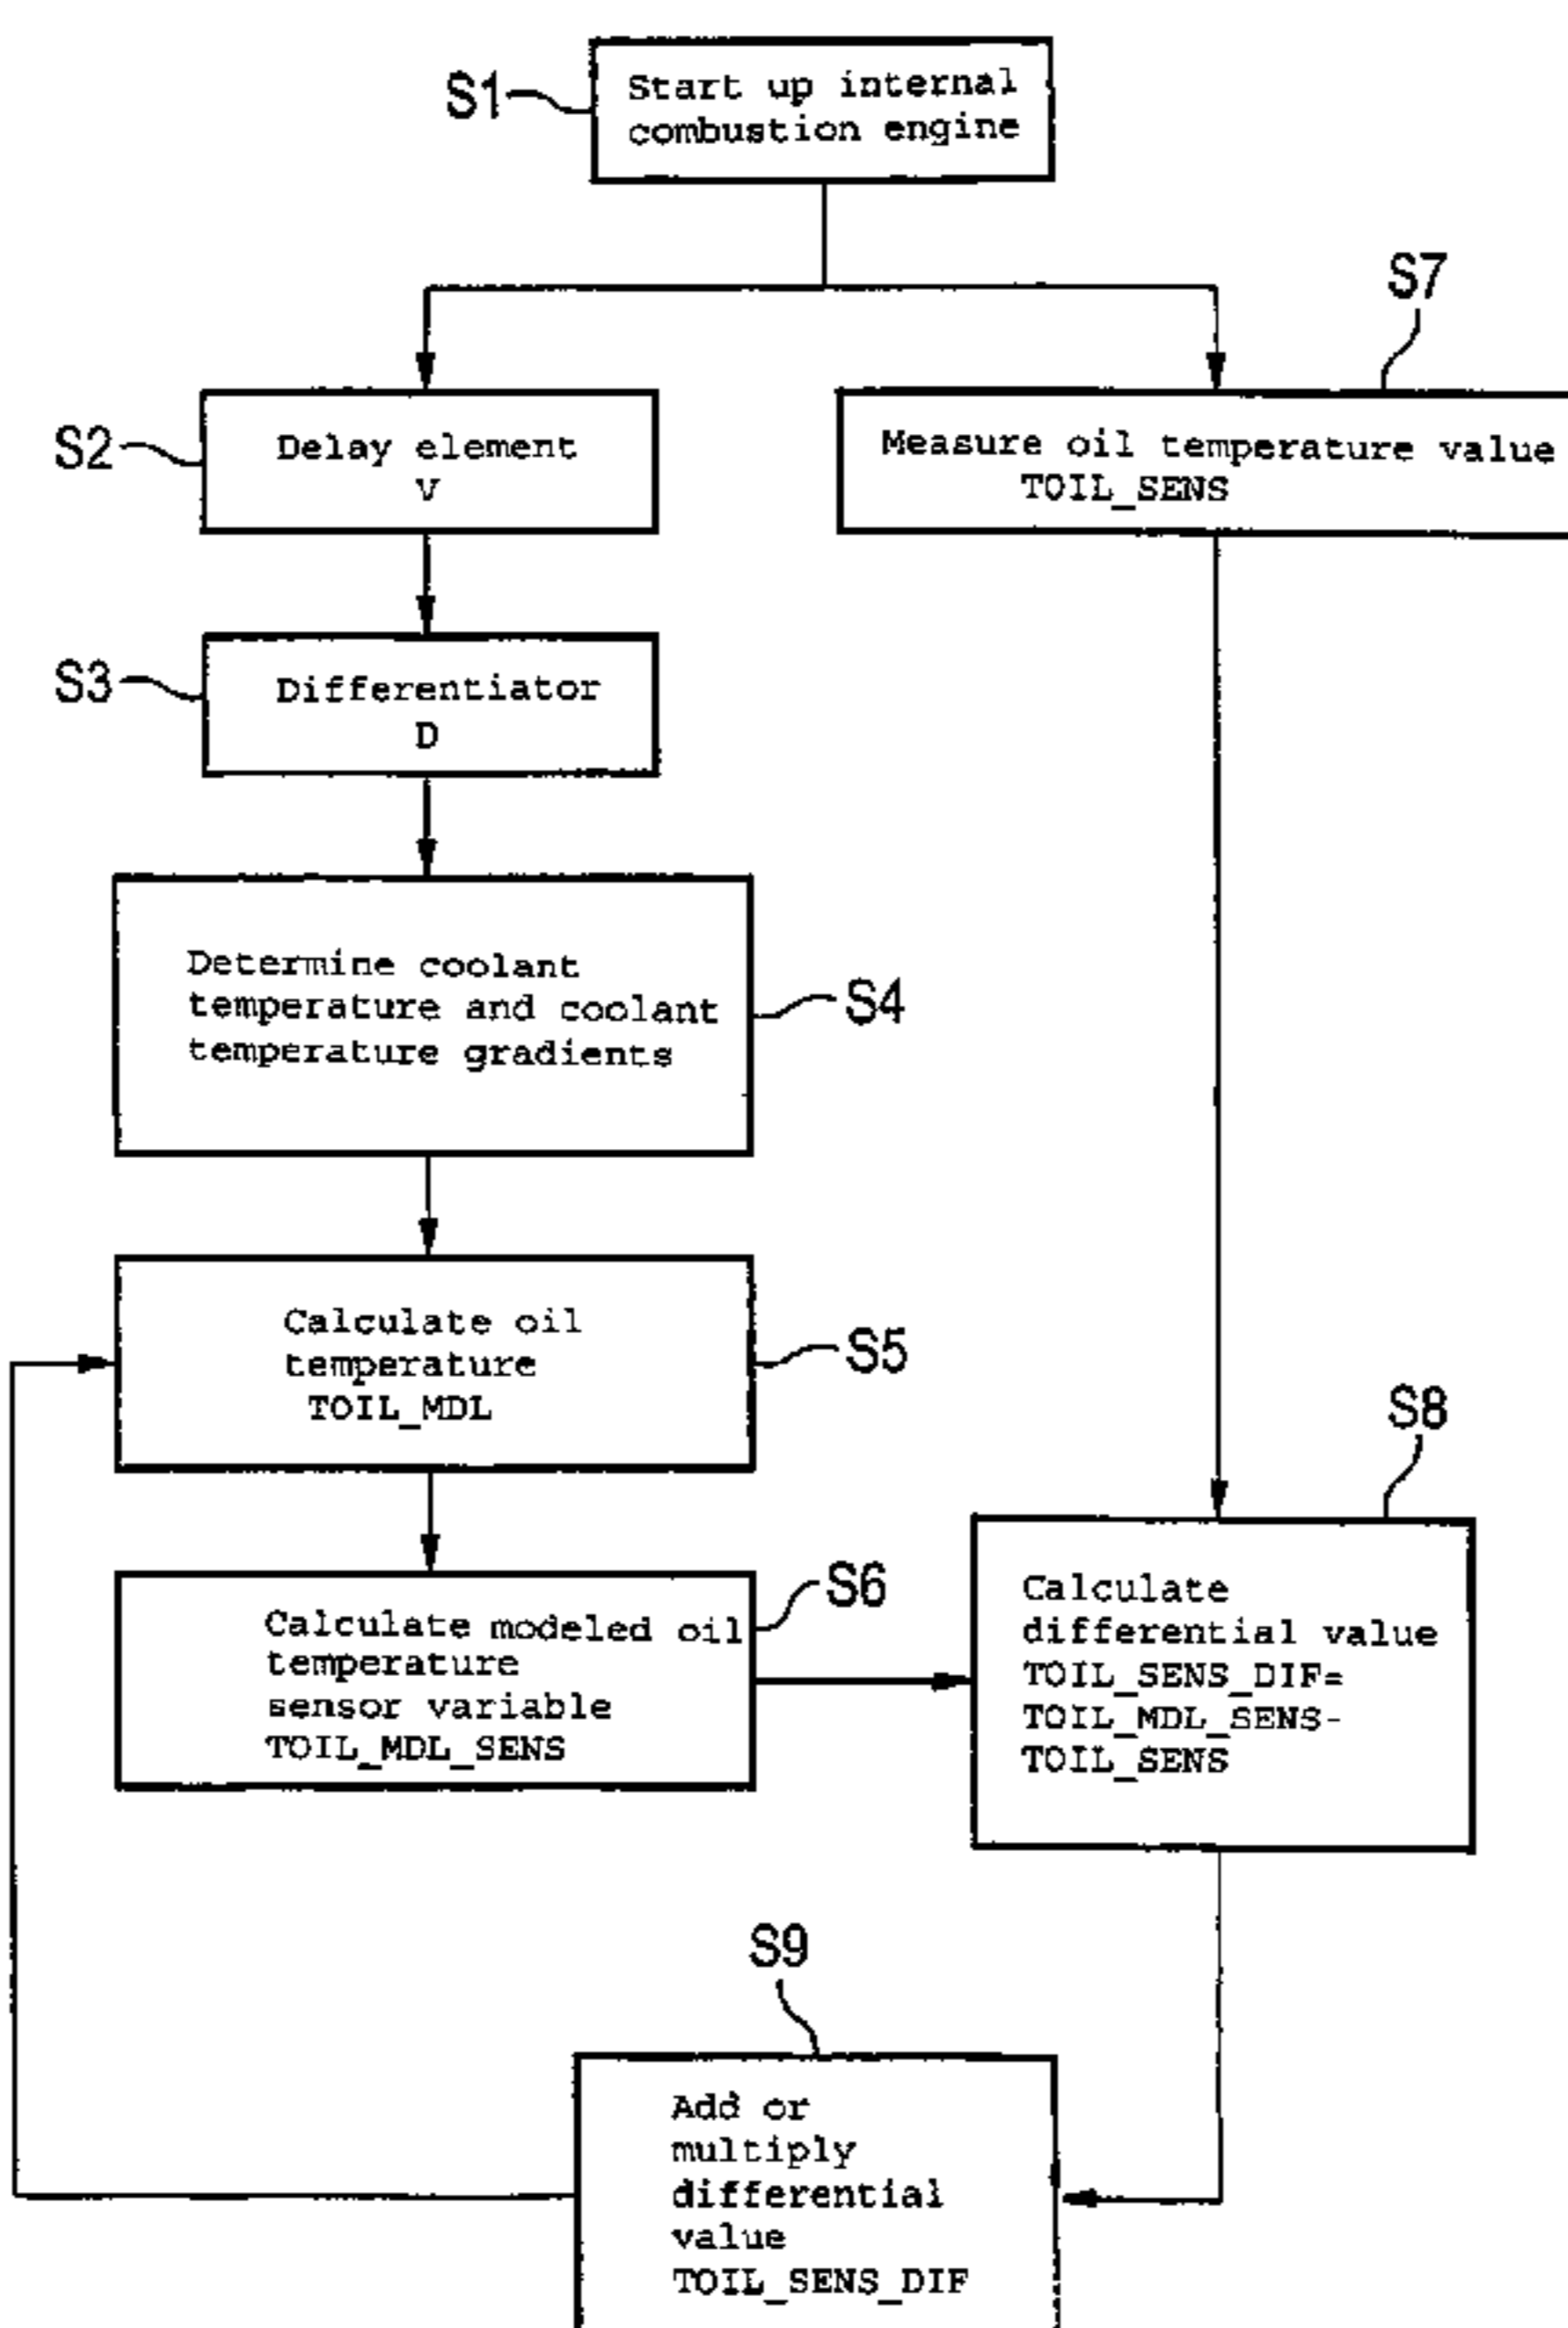 S1
Start up internal
combustion engine
S7
S2
Delay element
V
Measure oil temperature value
TOIL_SENS
S3
Differentiator
D
Determine coolant
temperature and coolant
temperature gradients
S4
Calculate oil
temperature
TOIL_MDL
S5
S8
S6
Calculate modeled oil
temperature
sensor variable
TOIL_MDL_SENS
Calculate
differential value
TOIL_SENS_DIF=
TOIL_MDL_SENS-
TOIL_SENS
S9
Add or
multiply
differential
value
TOIL_SENS_DIF